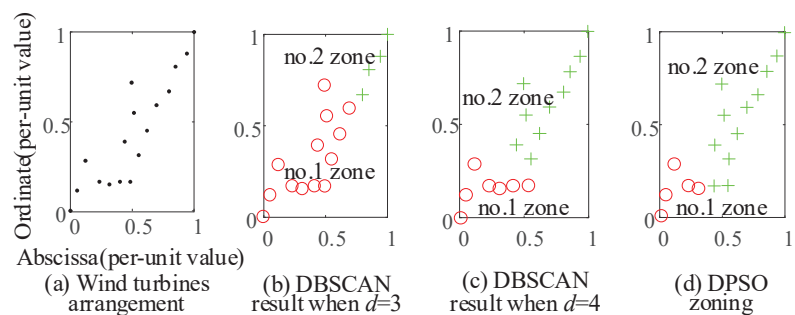 Ordinate(per-unit value)
1
0.5
0
0.5
1
Abscissa(per-unit value)
(a) Wind turbines
arrangement
1
no.2 zone
0.5
no.1 zone
0
0.5
1
(b) DBSCAN
result when d=3
1
no.2 zone
0.5
no.1 zone
0
0.5
1
(c) DBSCAN
result when d=4
1
no.2 zone
0.5
no.1 zone
0
0.5
1
(d) DPSO
zoning